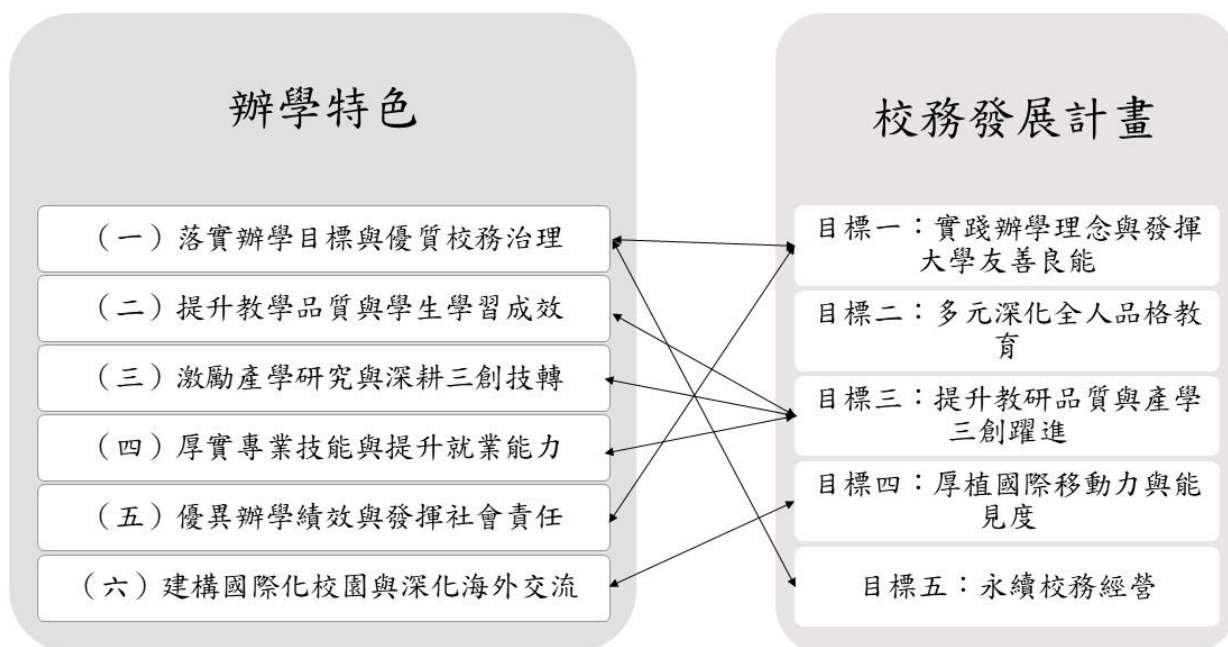 辦學特色
（一）落實辦學目標與優質校務治理
（二）提升教學品質與學生學習成效
（三）激勵產學研究與深耕三創技轉
（四）厚實專業技能與提升就業能力
（五）優異辦學績效與發揮社會責任
（六）建構國際化校園與深化海外交流
校務發展計畫
目標一：實踐辦學理念與發揮
大學友善良能
目標二：多元深化全人品格教
育
目標三：提升教研品質與產學
三創躍進
目標四：厚植國際移動力與能
見度
目標五：永續校務經營